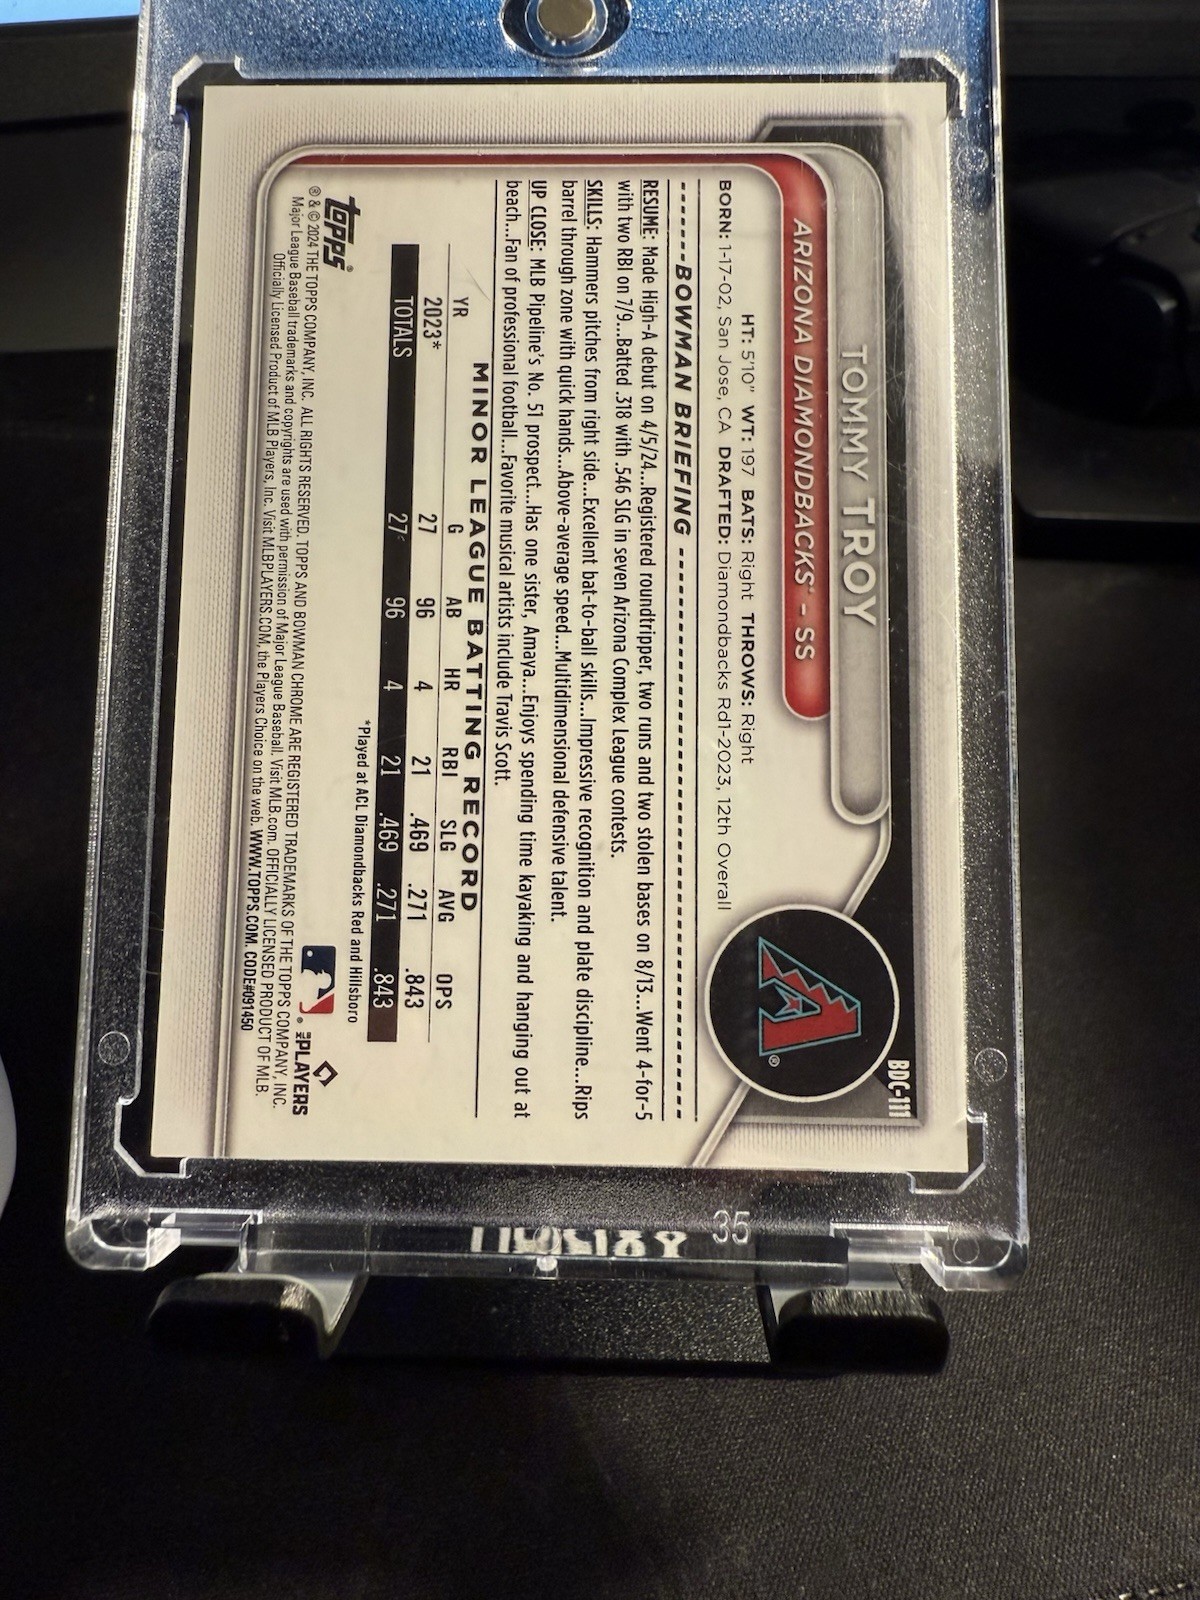 BDC-111
TOMMY TROY
ARIZONA DIAMONDBACKS® - SS
HT: 5'10" WT: 197 BATS: Right THROWS: Right
BORN: 1-17-02, San Jose, CA DRAFTED: Diamondbacks Rd1-2023, 12th Overall
BOWMAN BRIEFING
RESUME: Made High-A debut on 4/5/24...Registered roundtripper, two runs and two stolen bases on 8/13...Went 4-for-5
with two RBI on 7/9...Batted .318 with .546 SLG in seven Arizona Complex League contests.
SKILLS: Hammers pitches from right side...Excellent bat-to-ball skills...Impressive recognition and plate discipline...Rips
barrel through zone with quick hands...Above-average speed...Multidimensional defensive talent.
UP CLOSE: MLB Pipeline's No. 51 prospect...Has one sister, Amaya...Enjoys spending time kayaking and hanging out at
beach...Fan of professional football...Favorite musical artists include Travis Scott.
MINOR LEAGUE BATTING RECORD
YR G AB HR RBI SLG AVG OPS
2023* 27 96 4 21 .469 .271 .843
TOTALS 27 96 4 21 .469 .271 .843
*Played at ACL Diamondbacks Red and Hillsboro
topps®
® & © 2024 THE TOPPS COMPANY, INC. ALL RIGHTS RESERVED. TOPPS AND BOWMAN CHROME ARE REGISTERED TRADEMARKS OF THE TOPPS COMPANY, INC.
Major League Baseball trademarks and copyrights are used with permission of Major League Baseball. Visit MLB.com. OFFICIALLY LICENSED PRODUCT OF MLB.
Officially Licensed Product of MLB Players, Inc. Visit MLBPLAYERS.COM, the Players Choice on the web. WWW.TOPPS.COM. CODE#091450
MLB PLAYERS
35